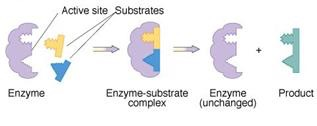 Active site Substrates
+
Enzyme Enzyme-substrate complex Enzyme (unchanged) Product